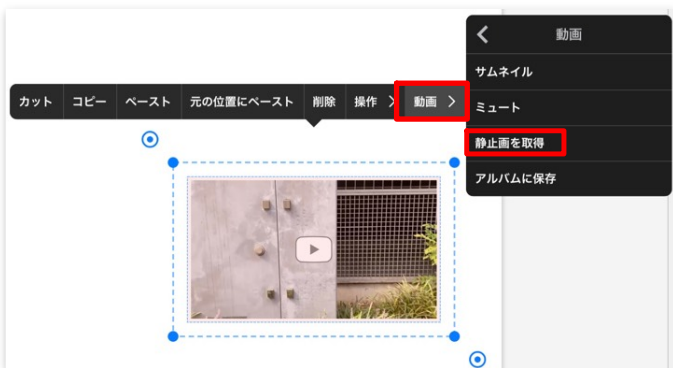 カット コピー ペースト 元の位置にペースト 削除 操作 動画
動画
サムネイル
ミュート
静止画を取得
アルバムに保存